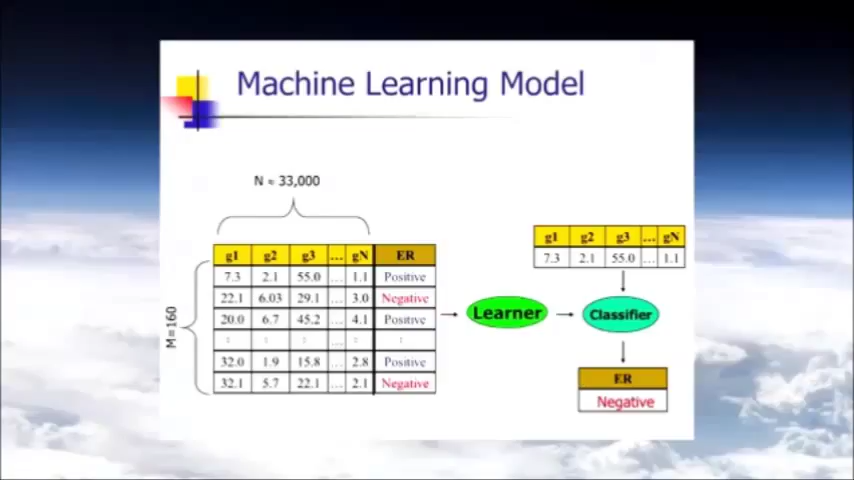 Machine Learning Model
N = 33,000
g1 g2 g3 ... gN ER
7.3 2.1 55.0 ... 1.1 Positive
22.1 6.03 29.1 ... 3.0 Negative
20.0 6.7 45.2 ... 4.1 Positive
: : : ... : :
32.0 1.9 15.8 ... 2.8 Positive
32.1 5.7 22.1 ... 2.1 Negative
M=160
Learner
g1 g2 g3 ... gN
7.3 2.1 55.0 ... 1.1
Classifier
ER
Negative